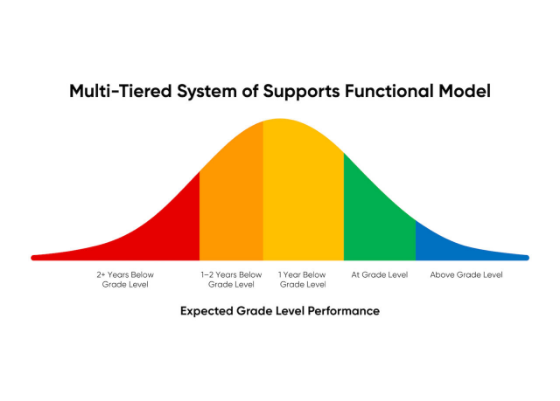 Multi-Tiered System of Supports Functional Model
2+ Years Below
Grade Level
1–2 Years Below
Grade Level
1 Year Below
Grade Level
At Grade Level
Above Grade Level
Expected Grade Level Performance